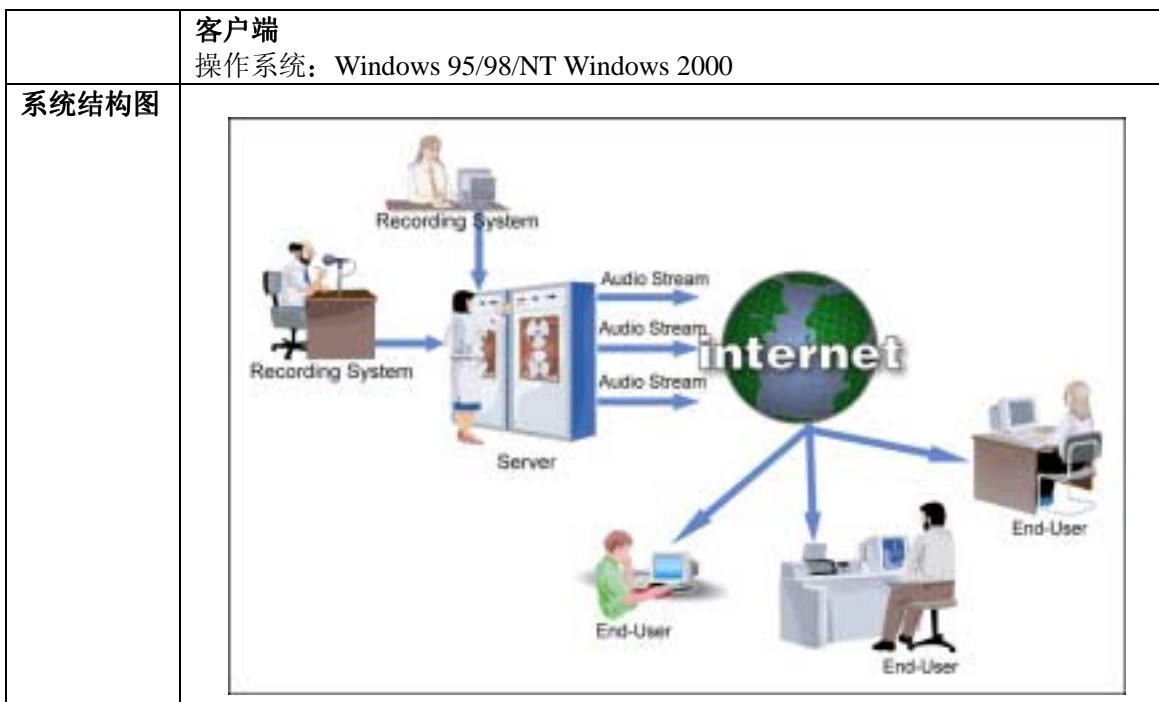 客户端
操作系统：Windows 95/98/NT Windows 2000
系统结构图
Recording System
Recording System
Audio Stream
Audio Stream
Audio Stream
internet
Server
End-User
End-User
End-User